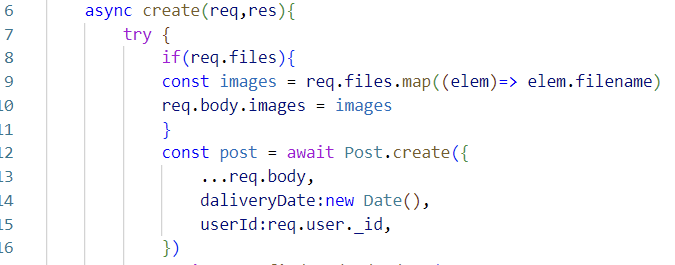 6 async create(req,res){
7 try {
8 if(req.files){
9 const images = req.files.map((elem)=> elem.filename)
10 req.body.images = images
11 }
12 const post = await Post.create({
13 ...req.body,
14 daliveryDate:new Date(),
15 userId:req.user._id,
16 })